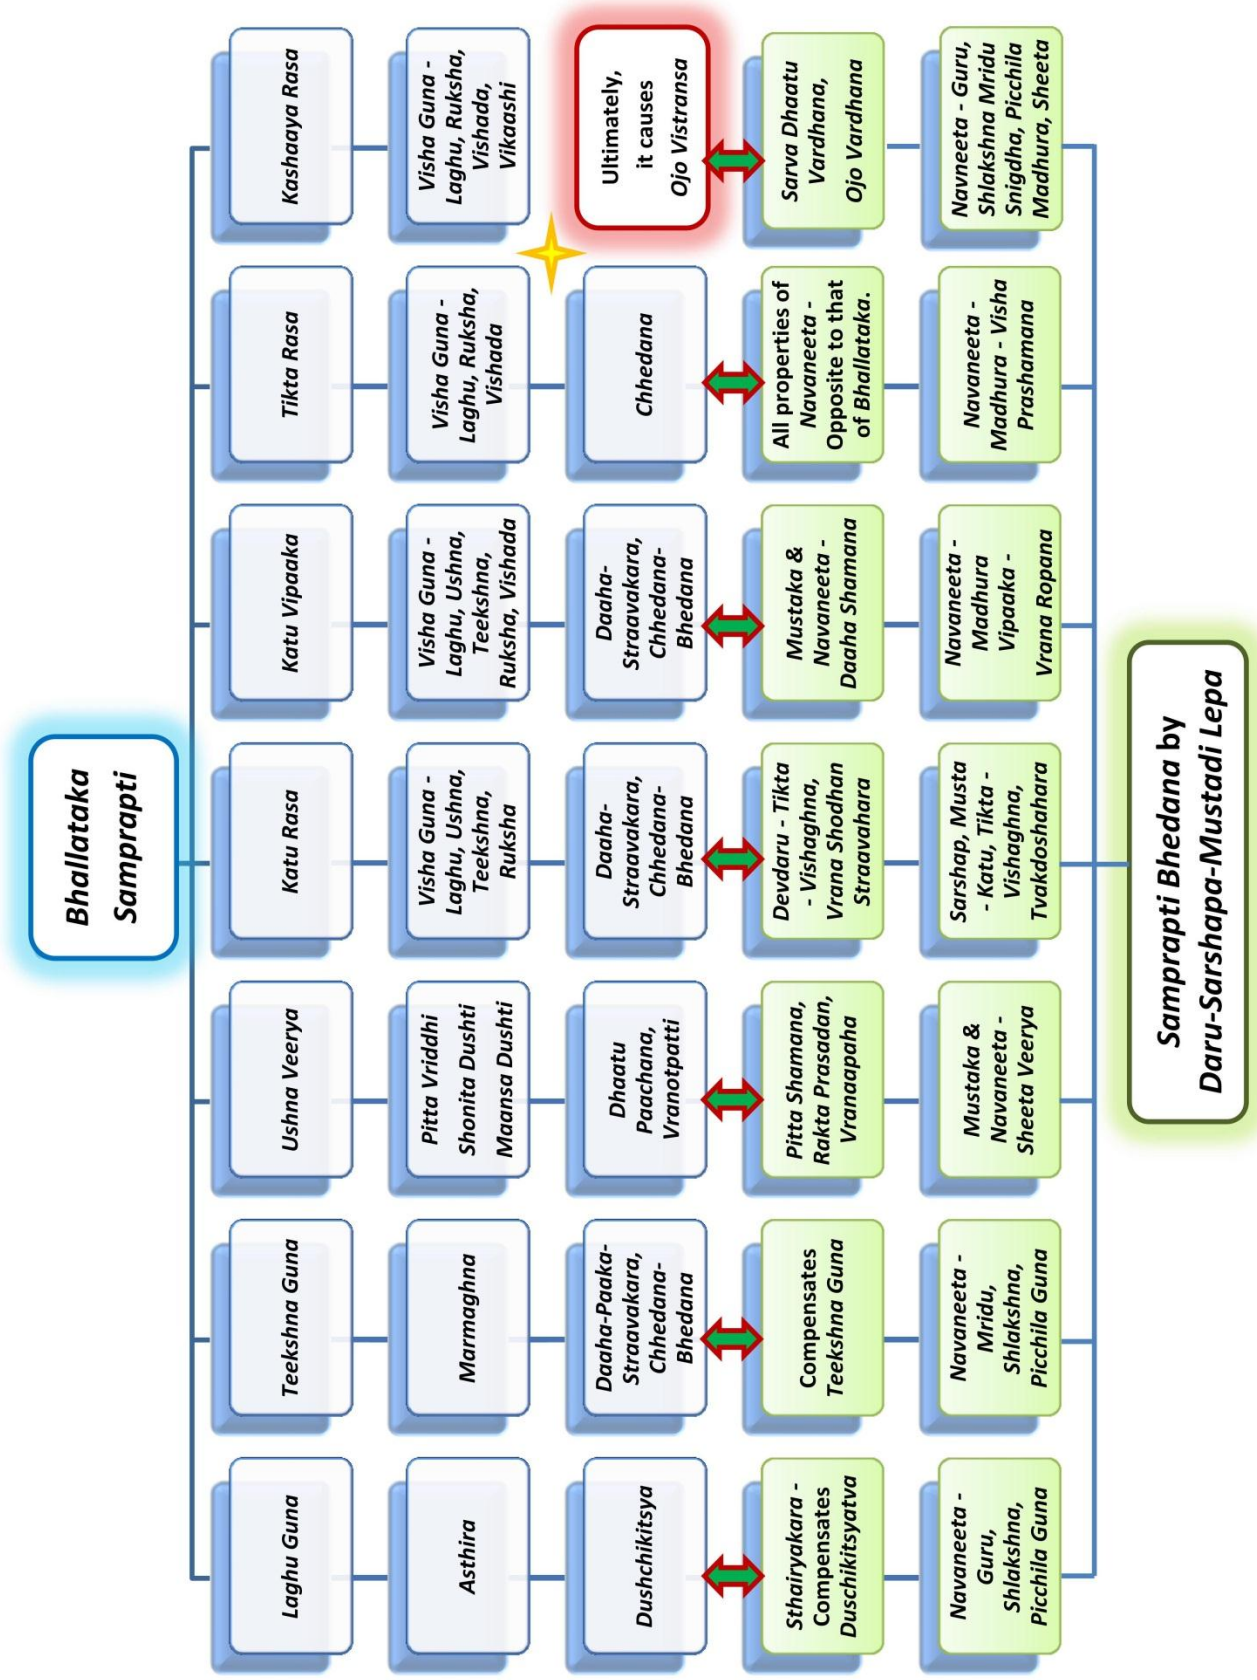 Bhallataka
Samprapti
Laghu Guna
Teekshna Guna
Ushna Veerya
Katu Rasa
Katu Vipaaka
Tikta Rasa
Kashaaya Rasa
Asthira
Marmaghna
Pitta Vriddhi
Shonita Dushti
Maansa Dushti
Visha Guna -
Laghu, Ushna,
Teekshna,
Ruksha
Visha Guna -
Laghu, Ushna,
Teekshna,
Ruksha, Vishada
Visha Guna -
Laghu, Ruksha,
Vishada
Visha Guna -
Laghu, Ruksha,
Vishada,
Vikaashi
Dushchikitsya
Daaha-Paaka-
Straavakara,
Chhedana-
Bhedana
Dhaatu
Paachana,
Vranotpatti
Daaha-
Straavakara,
Chhedana-
Bhedana
Daaha-
Straavakara,
Chhedana-
Bhedana
Chhedana
Ultimately,
it causes
Ojo Vistransa
Sthairyakara -
Compensates
Duschikitsyatva
Compensates
Teekshna Guna
Pitta Shamana,
Rakta Prasadan,
Vranaapaha
Devdaru - Tikta
- Vishaghna,
Vrana Shodhan
Straavahara
Mustaka &
Navaneeta -
Daaha Shamana
All properties of
Navaneeta -
Opposite to that
of Bhallataka.
Sarva Dhaatu
Vardhana,
Ojo Vardhana
Navaneeta -
Guru,
Shlakshna,
Picchila Guna
Navaneeta -
Mridu,
Shlakshna,
Picchila Guna
Mustaka &
Navaneeta -
Sheeta Veerya
Sarshap, Musta
- Katu, Tikta -
Vishaghna,
Tvakdoshahara
Navaneeta -
Madhura
Vipaaka -
Vrana Ropana
Navaneeta -
Madhura - Visha
Prashamana
Navneeta - Guru,
Shlakshna Mridu
Snigdha, Picchila
Madhura, Sheeta
Samprapti Bhedana by
Daru-Sarshapa-Mustadi Lepa